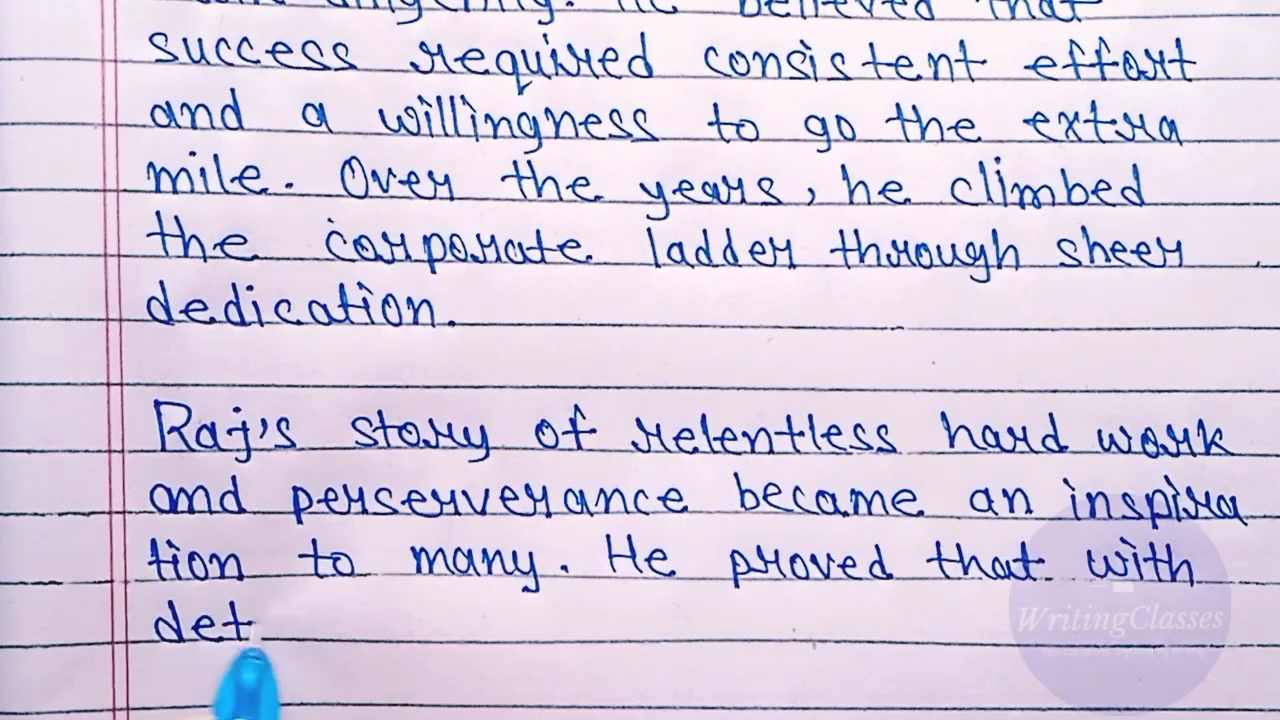 believed that
success required consistent effort
and a willingness to go the extra
mile. Over the years, he climbed
the corporate ladder through sheer
dedication.
Raj's story of relentless hard work
and perserverance became an inspira
tion to many. He proved that with
det
WritingClasses